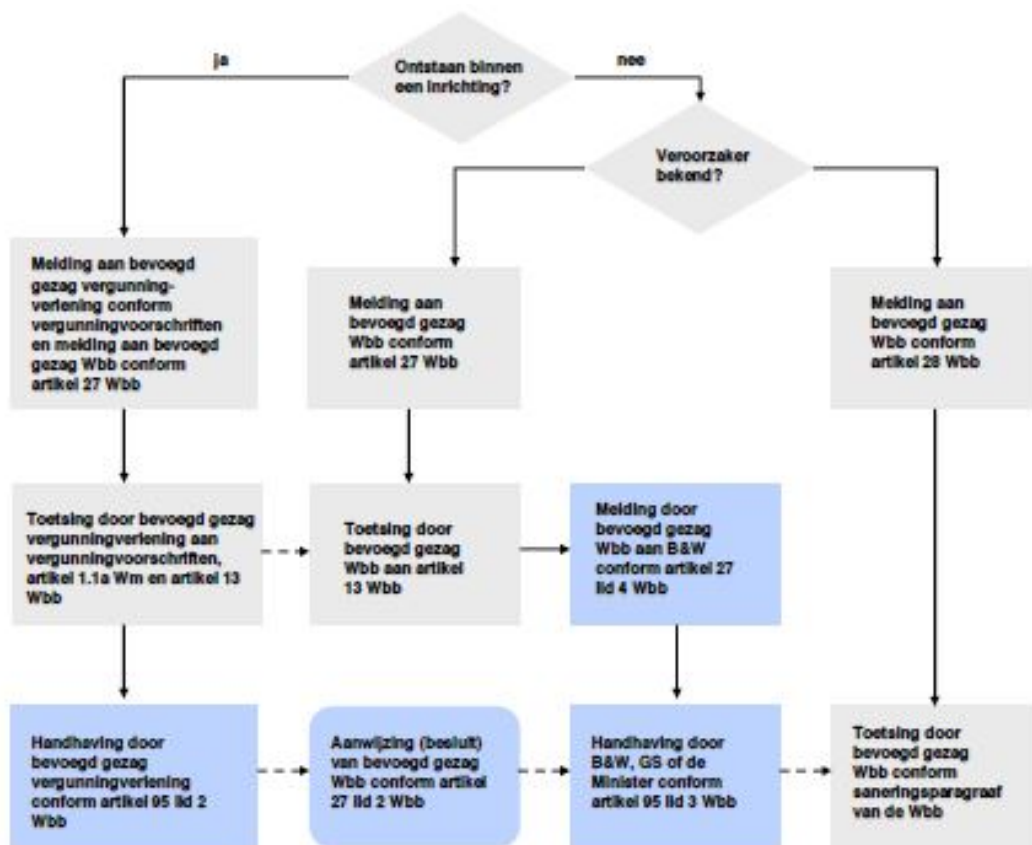 ja
Ontstaan binnen
een inrichting?
nee
Veroorzaker
bekend?
Melding aan bevoegd
gezag vergunning-
verlening conform
vergunningvoorschriften
en melding aan bevoegd
gezag Wbb conform
artikel 27 Wbb
Melding aan
bevoegd gezag
Wbb conform
artikel 27 Wbb
Melding aan
bevoegd gezag
Wbb conform
artikel 28 Wbb
Toetsing door bevoegd gezag
vergunningverlening aan
vergunningvoorschriften,
artikel 1.1a Wm en artikel 13
Wbb
Toetsing door
bevoegd gezag
Wbb aan artikel
13 Wbb
Melding door
bevoegd gezag
Wbb aan B&W
conform artikel 27
lid 4 Wbb
Handhaving door
bevoegd gezag
vergunningverlening
conform artikel 95 lid 2
Wbb
Aanwijzing (besluit)
van bevoegd gezag
Wbb conform artikel
27 lid 2 Wbb
Handhaving door
B&W, GS of de
Minister conform
artikel 95 lid 3 Wbb
Toetsing door
bevoegd gezag
Wbb conform
saneringsparagraaf
van de Wbb